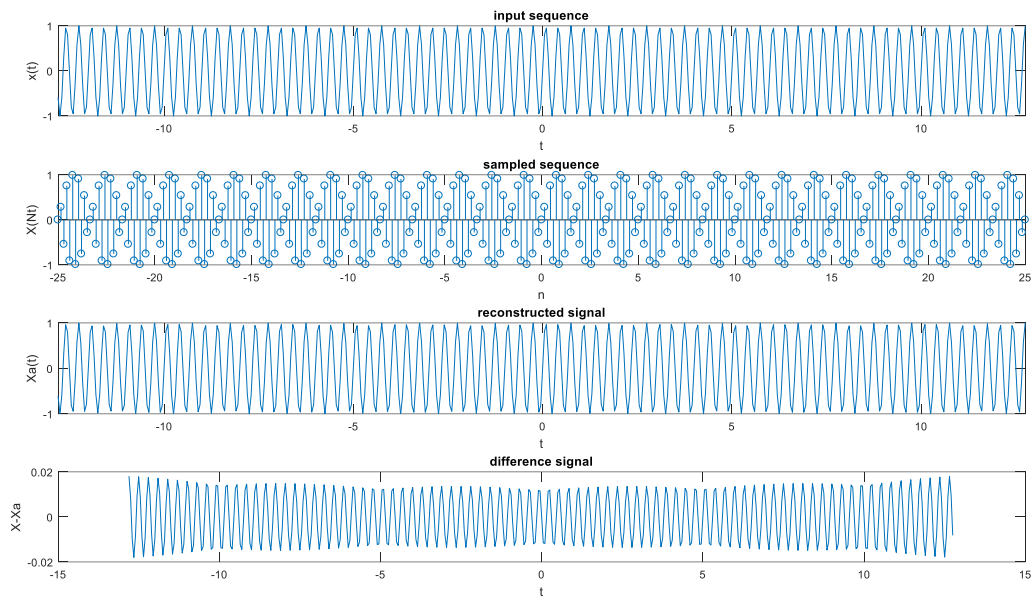 input sequence
x(t)
1
0
-1
-10 -5 0 5 10
t
sampled sequence
X(Nt)
1
0
-1
-25 -20 -15 -10 -5 0 5 10 15 20 25
n
reconstructed signal
Xa(t)
1
0
-1
-10 -5 0 5 10
t
difference signal
X-Xa
0.02
0
-0.02
-15 -10 -5 0 5 10 15
t